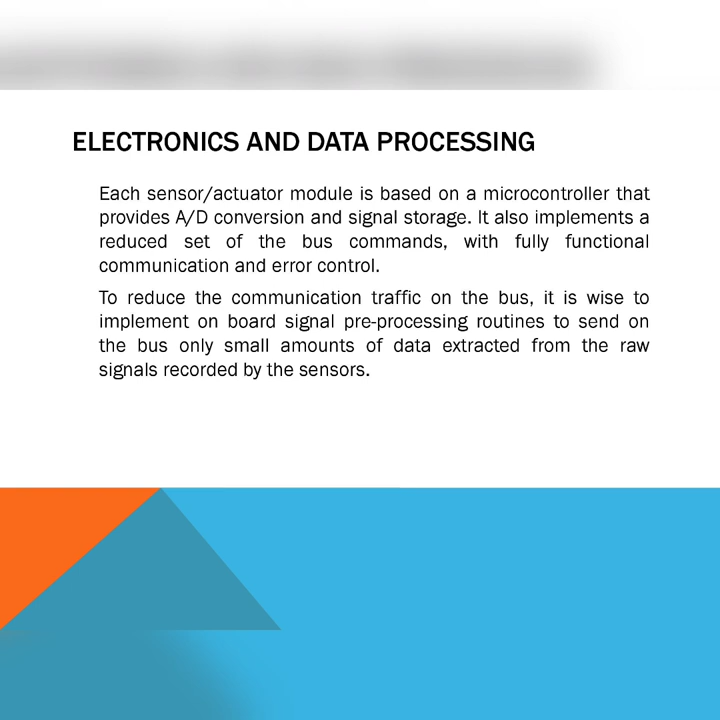 ELECTRONICS AND DATA PROCESSING
Each sensor/actuator module is based on a microcontroller that
provides A/D conversion and signal storage. It also implements a
reduced set of the bus commands, with fully functional
communication and error control.
To reduce the communication traffic on the bus, it is wise to
implement on board signal pre-processing routines to send on
the bus only small amounts of data extracted from the raw
signals recorded by the sensors.